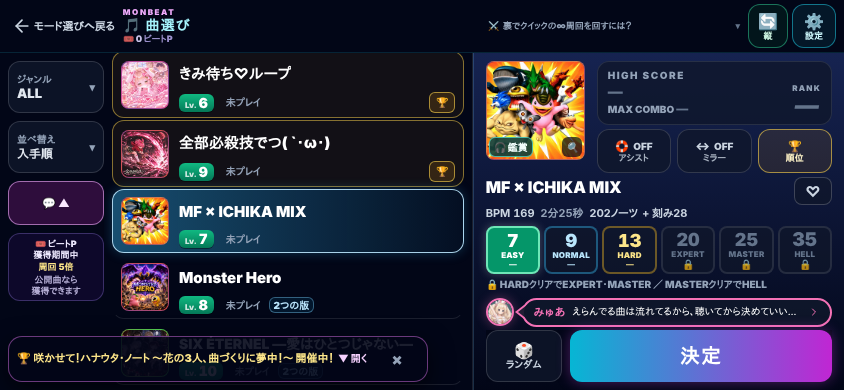 MONBEAT
← モード選びへ戻る
🎵 曲選び
🎟️ 0 ビートP
⚔️ 裏でクイックの∞周回を回すには? ▼
🔄 縦
⚙️ 設定
ジャンル
ALL ▼
並べ替え
入手順 ▼
💬 ▲
🎟️ ビートP
獲得期間中
周回 5倍
公開曲なら
獲得できます
きみ待ち♡ループ
Lv. 6 未プレイ 🏆
全部必殺技でつ(`･ω･)
Lv. 9 未プレイ 🏆
MF × ICHIKA MIX
Lv. 7 未プレイ
Monster Hero
Lv. 8 未プレイ 2つの版
SIX ETERNEL —愛はひとつじゃない—
Lv. 10 未プレイ 2つの版
🏆 咲かせて!ハナウタ・ノート 〜花の3人、曲づくりに夢中!〜 開催中! ▼ 開く ✖
🎧 鑑賞 🔍
HIGH SCORE
—
RANK
—
MAX COMBO —
🛟 OFF
アシスト
↔ OFF
ミラー
🏆
順位
MF × ICHIKA MIX ♡
BPM 169 2分25秒 202ノーツ + 刻み28
7 EASY —
9 NORMAL —
13 HARD —
20 EXPERT 🔒
25 MASTER 🔒
35 HELL 🔒
🔒 HARDクリアでEXPERT·MASTER ／ MASTERクリアでHELL
みゅあ えらんでる曲は流れてるから、聴いてから決めていい… ＞
🎲 ランダム
決定